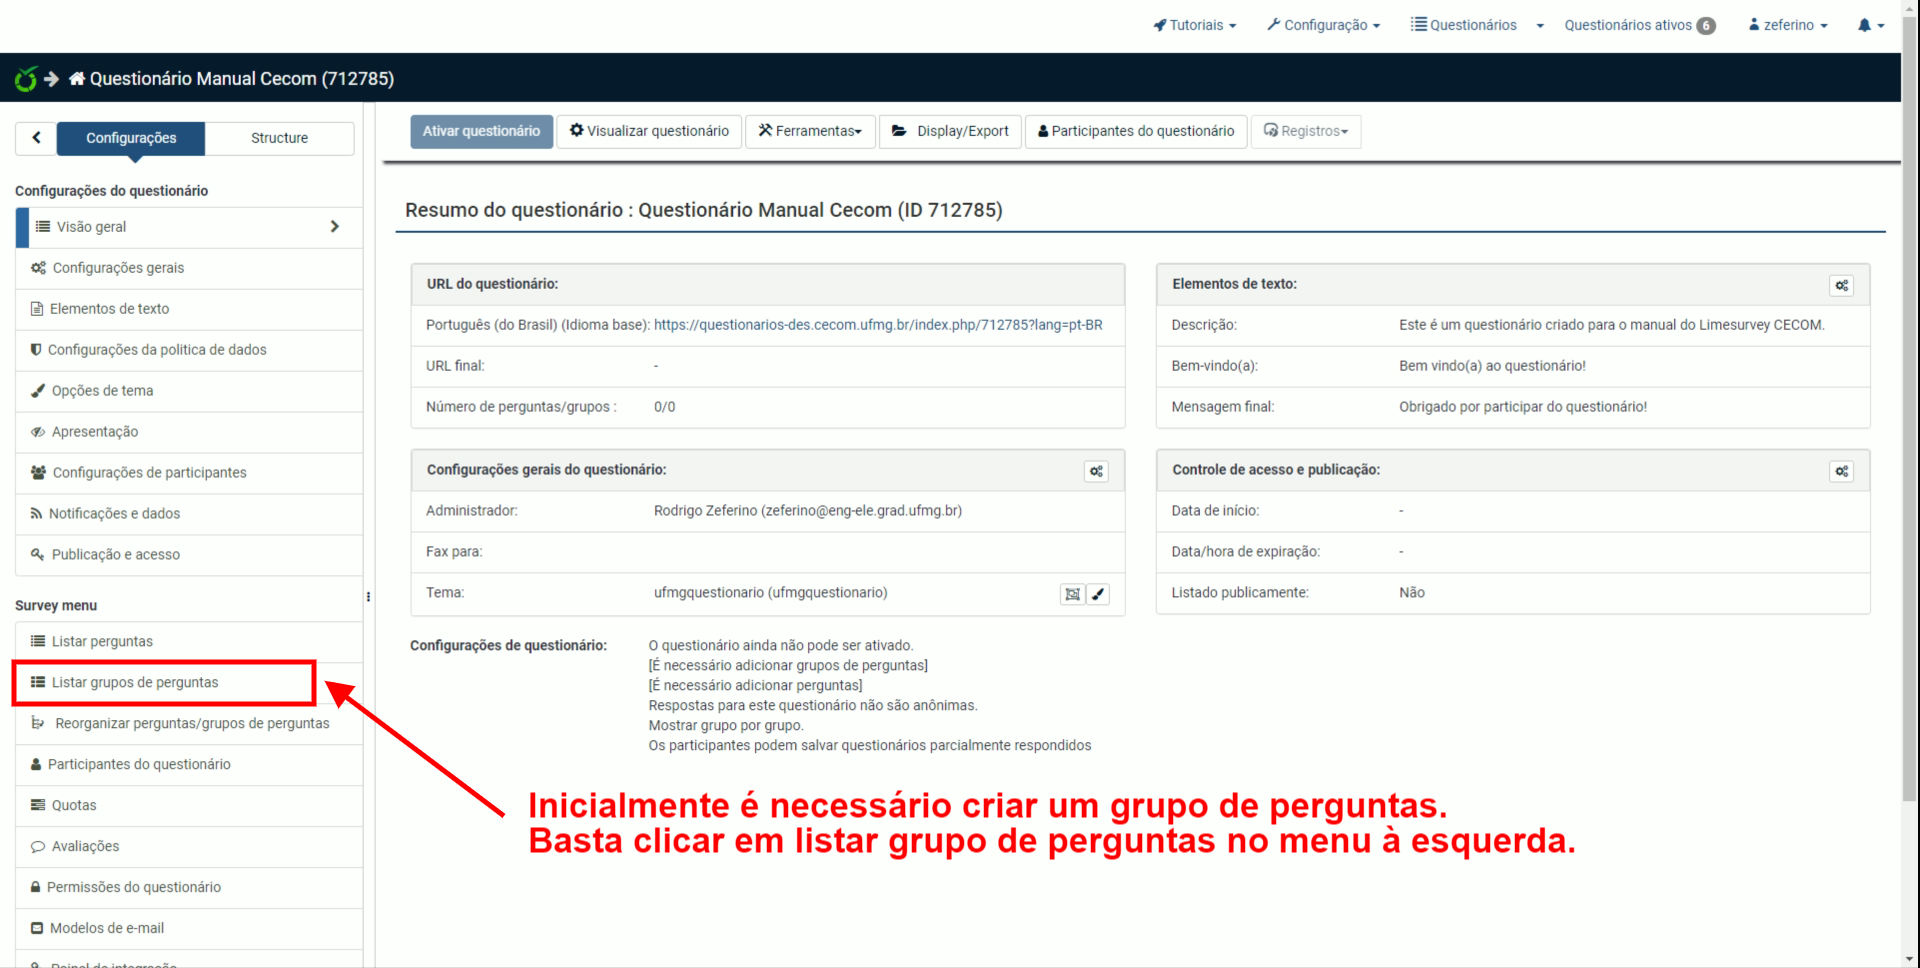 Tutoriais
Configuração
Questionários
Questionários ativos 6
zeferino
Questionário Manual Cecom (712785)
Configurações
Structure
Ativar questionário
Visualizar questionário
Ferramentas
Display/Export
Participantes do questionário
Registros
Configurações do questionário
Visão geral
Configurações gerais
Elementos de texto
Configurações da politica de dados
Opções de tema
Apresentação
Configurações de participantes
Notificações e dados
Publicação e acesso
Survey menu
Listar perguntas
Listar grupos de perguntas
Reorganizar perguntas/grupos de perguntas
Participantes do questionário
Quotas
Avaliações
Permissões do questionário
Modelos de e-mail
Resumo do questionário : Questionário Manual Cecom (ID 712785)
URL do questionário:
Português (do Brasil) (Idioma base): https://questionarios-des.cecom.ufmg.br/index.php/712785?lang=pt-BR
URL final: -
Número de perguntas/grupos : 0/0
Elementos de texto:
Descrição: Este é um questionário criado para o manual do Limesurvey CECOM.
Bem-vindo(a): Bem vindo(a) ao questionário!
Mensagem final: Obrigado por participar do questionário!
Configurações gerais do questionário:
Administrador: Rodrigo Zeferino (zeferino@eng-ele.grad.ufmg.br)
Fax para:
Tema: ufmgquestionario (ufmgquestionario)
Controle de acesso e publicação:
Data de início: -
Data/hora de expiração: -
Listado publicamente: Não
Configurações de questionário: O questionário ainda não pode ser ativado.
[É necessário adicionar grupos de perguntas]
[É necessário adicionar perguntas]
Respostas para este questionário não são anônimas.
Mostrar grupo por grupo.
Os participantes podem salvar questionários parcialmente respondidos
Inicialmente é necessário criar um grupo de perguntas.
Basta clicar em listar grupo de perguntas no menu à esquerda.